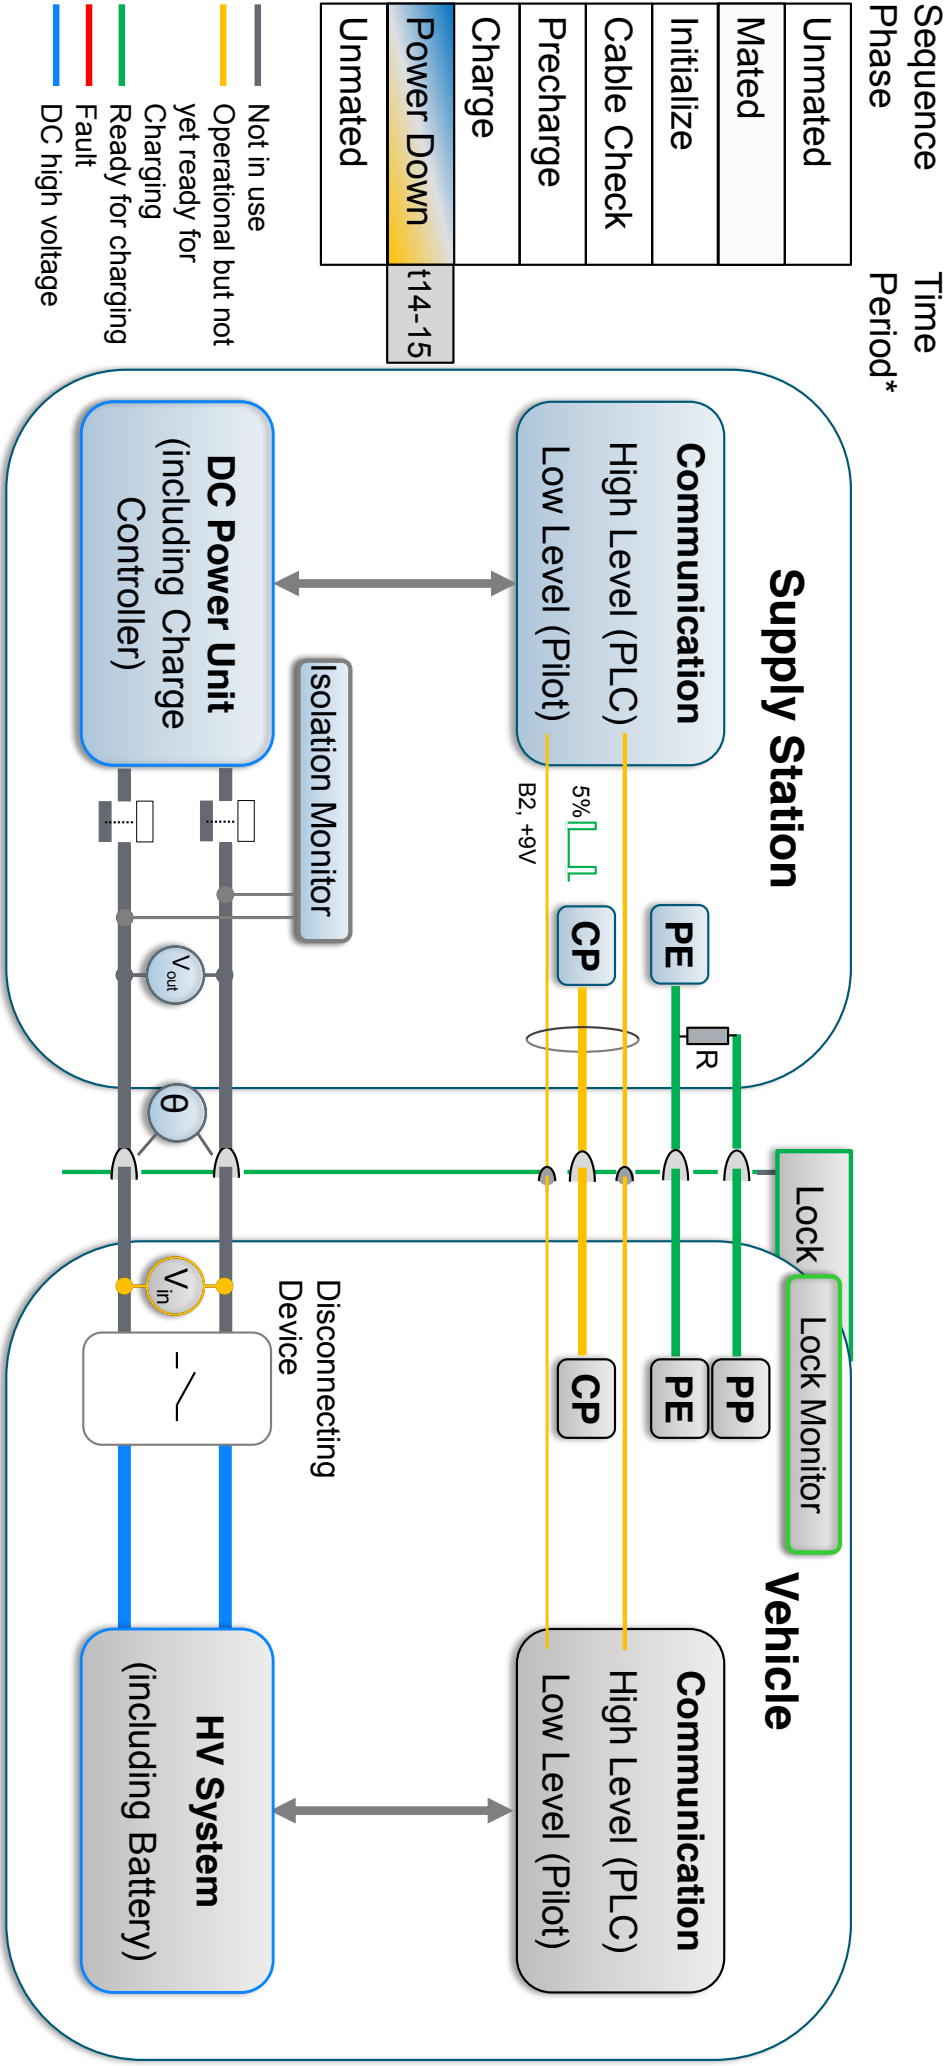 Sequence
Phase
Time
Period*
Unmated
Mated
Initialize
Cable Check
Precharge
Charge
Power Down
t14-15
Unmated
Not in use
Operational but not
yet ready for
Charging
Ready for charging
Fault
DC high voltage
Supply Station
Communication
High Level (PLC)
Low Level (Pilot)
5%
B2, +9V
PE
CP
R
Isolation Monitor
DC Power Unit
(including Charge
Controller)
Vout
θ
Lock
Lock Monitor
Vehicle
PP
PE
CP
Disconnecting
Device
Vin
Communication
High Level (PLC)
Low Level (Pilot)
HV System
(including Battery)